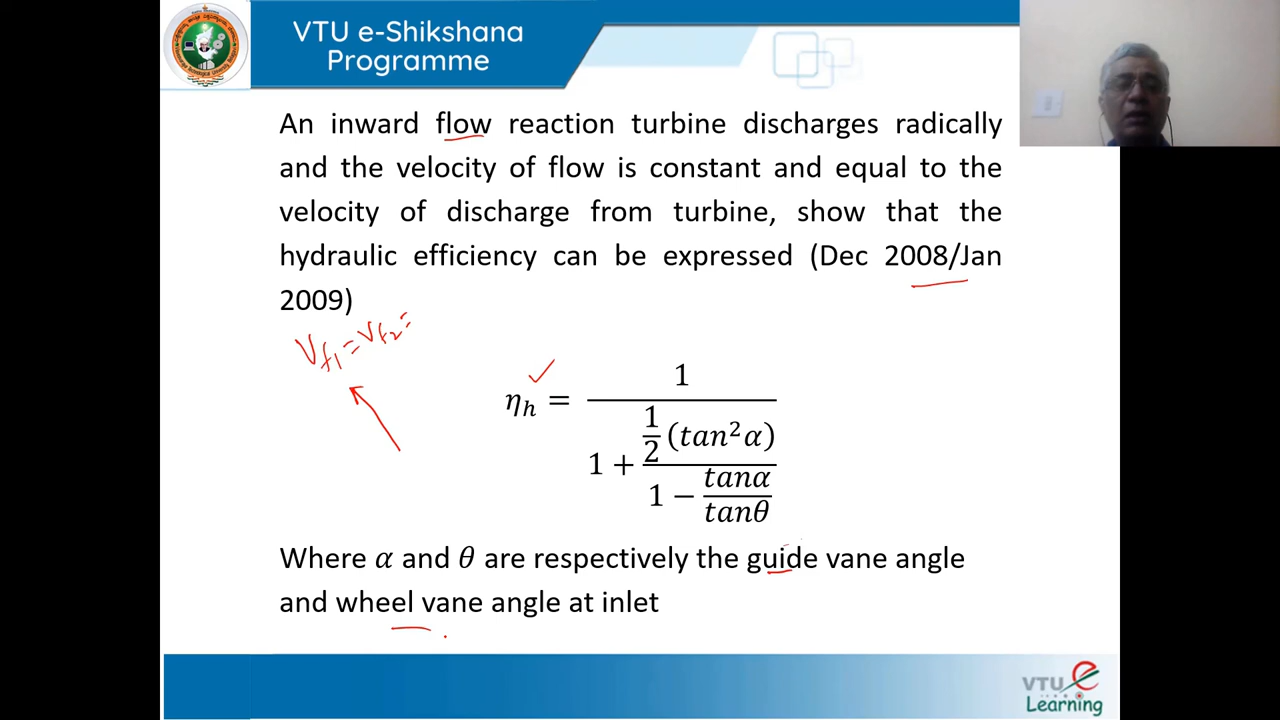 VTU e-Shikshana
Programme
An inward flow reaction turbine discharges radically
and the velocity of flow is constant and equal to the
velocity of discharge from turbine, show that the
hydraulic efficiency can be expressed (Dec 2008/Jan
2009)
V_f1 = V_f2 =
η_h = 1 / (1 + (1/2 (tan²α)) / (1 − tanα/tanθ))
Where α and θ are respectively the guide vane angle
and wheel vane angle at inlet
VTU e
Learning